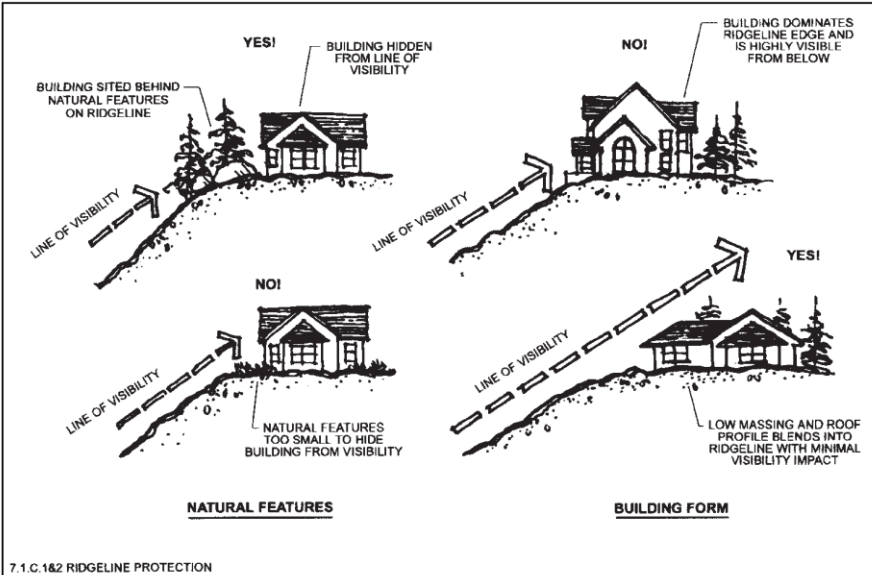 YES!
BUILDING HIDDEN
FROM LINE OF
VISIBILITY
BUILDING SITED BEHIND
NATURAL FEATURES
ON RIDGELINE
LINE OF VISIBILITY
NO!
NATURAL FEATURES
TOO SMALL TO HIDE
BUILDING FROM VISIBILITY
LINE OF VISIBILITY
NATURAL FEATURES
NO!
BUILDING DOMINATES
RIDGELINE EDGE AND
IS HIGHLY VISIBLE
FROM BELOW
LINE OF VISIBILITY
YES!
LINE OF VISIBILITY
LOW MASSING AND ROOF
PROFILE BLENDS INTO
RIDGELINE WITH MINIMAL
VISIBILITY IMPACT
BUILDING FORM
7.1.C.1&2 RIDGELINE PROTECTION